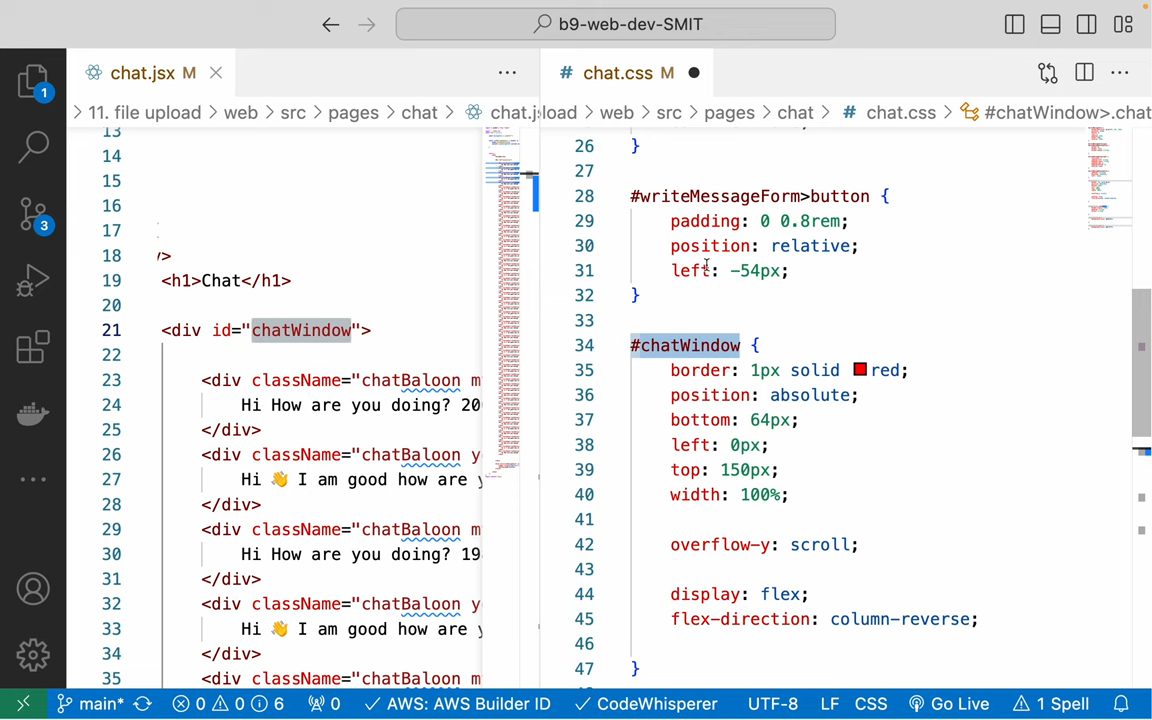 b9-web-dev-SMIT
chat.jsx M
chat.css M
11. file upload > web > src > pages > chat > chat.j
load > web > src > pages > chat > # chat.css > #chatWindow>.chat
1
3
3
13
14
15
16
17
18 />
19 <h1>Chat</h1>
20
21 <div id="chatWindow">
22
23 <div className="chatBaloon m
24 Hi How are you doing? 20
25 </div>
26 <div className="chatBaloon y
27 Hi 👋 I am good how are y
28 </div>
29 <div className="chatBaloon m
30 Hi How are you doing? 19
31 </div>
32 <div className="chatBaloon y
33 Hi 👋 I am good how are y
34 </div>
35 <div className="chatBaloon m
26 }
27
28 #writeMessageForm>button {
29 padding: 0 0.8rem;
30 position: relative;
31 left: -54px;
32 }
33
34 #chatWindow {
35 border: 1px solid red;
36 position: absolute;
37 bottom: 64px;
38 left: 0px;
39 top: 150px;
40 width: 100%;
41
42 overflow-y: scroll;
43
44 display: flex;
45 flex-direction: column-reverse;
46
47 }
main* 0 0 6 0 AWS: AWS Builder ID CodeWhisperer UTF-8 LF CSS Go Live 1 Spell